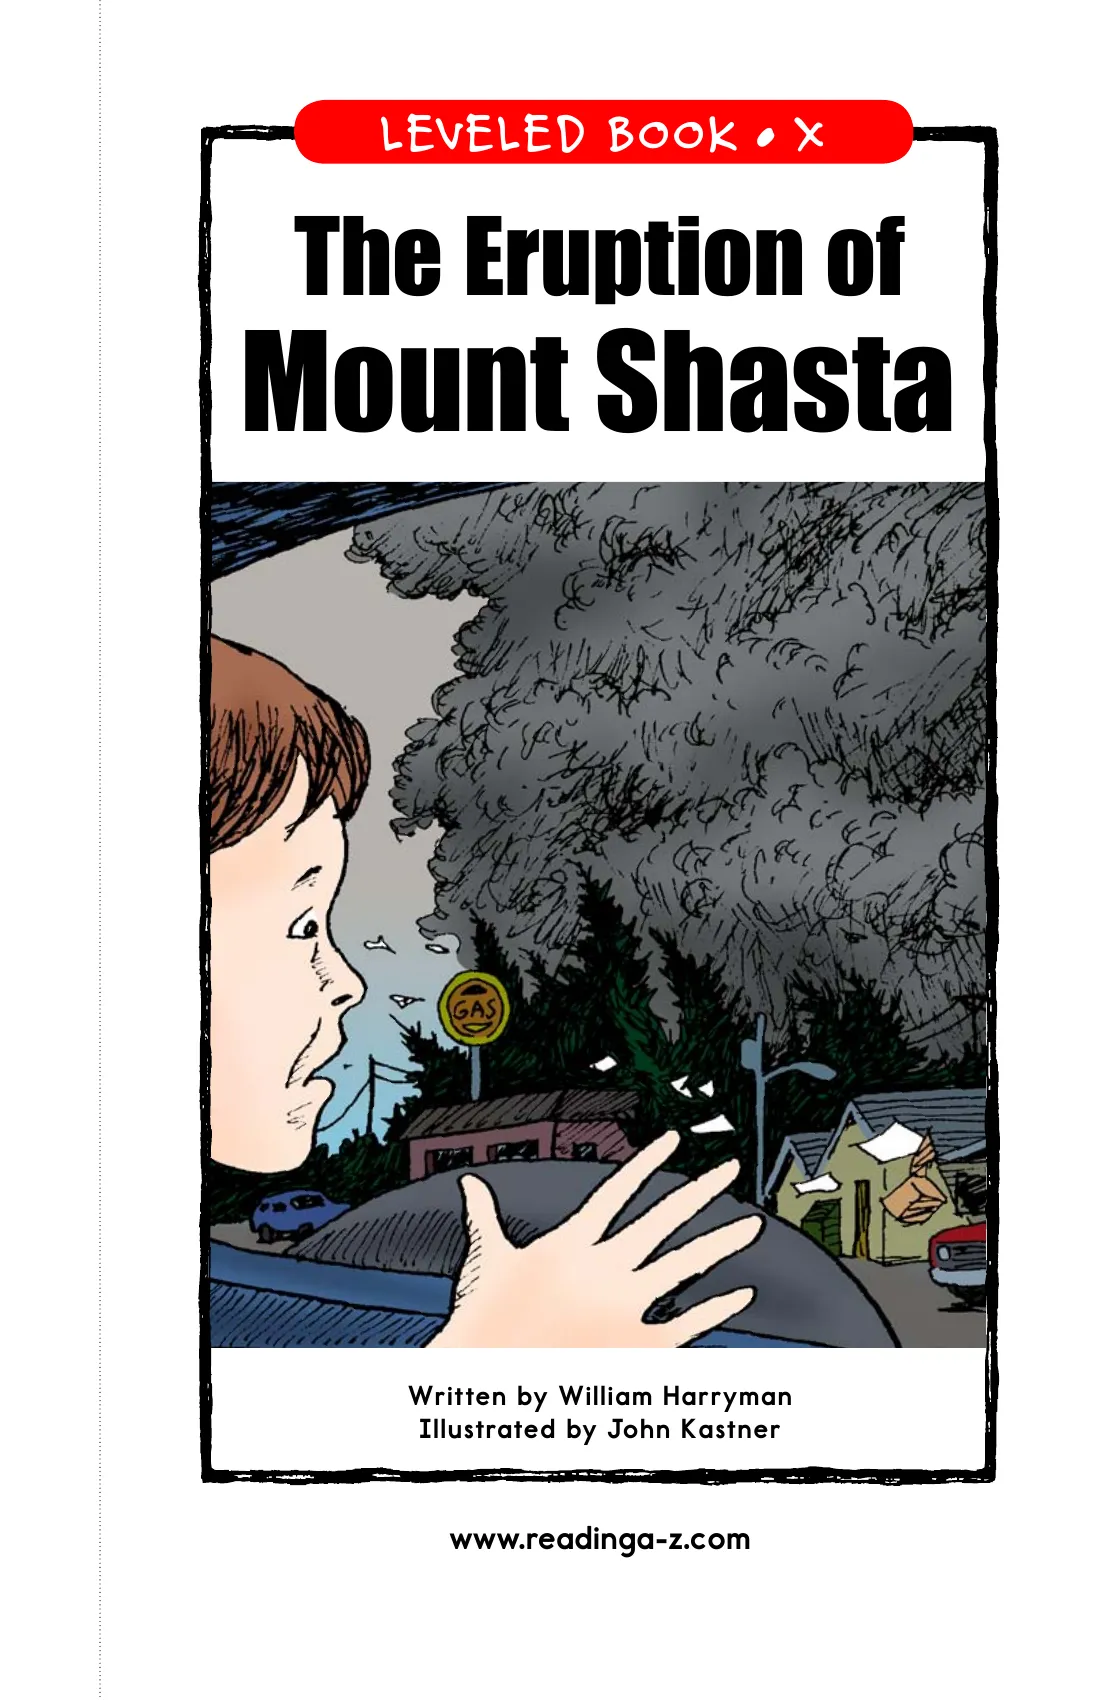 LEVELED BOOK • X
The Eruption of
Mount Shasta
GAS
Written by William Harryman
Illustrated by John Kastner
www.readinga-z.com